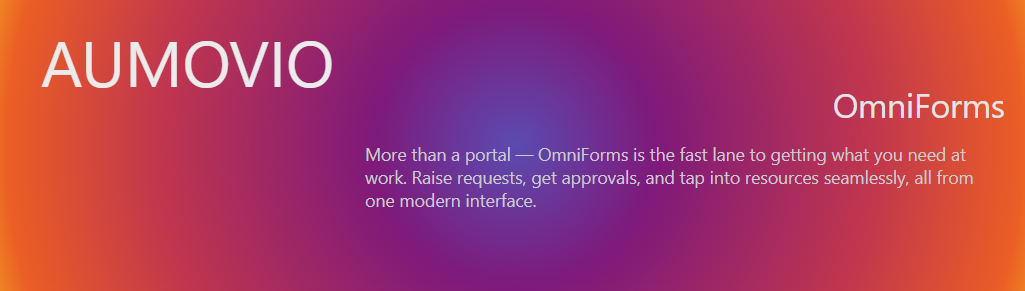 AUMOVIO
OmniForms
More than a portal — OmniForms is the fast lane to getting what you need at
work. Raise requests, get approvals, and tap into resources seamlessly, all from
one modern interface.